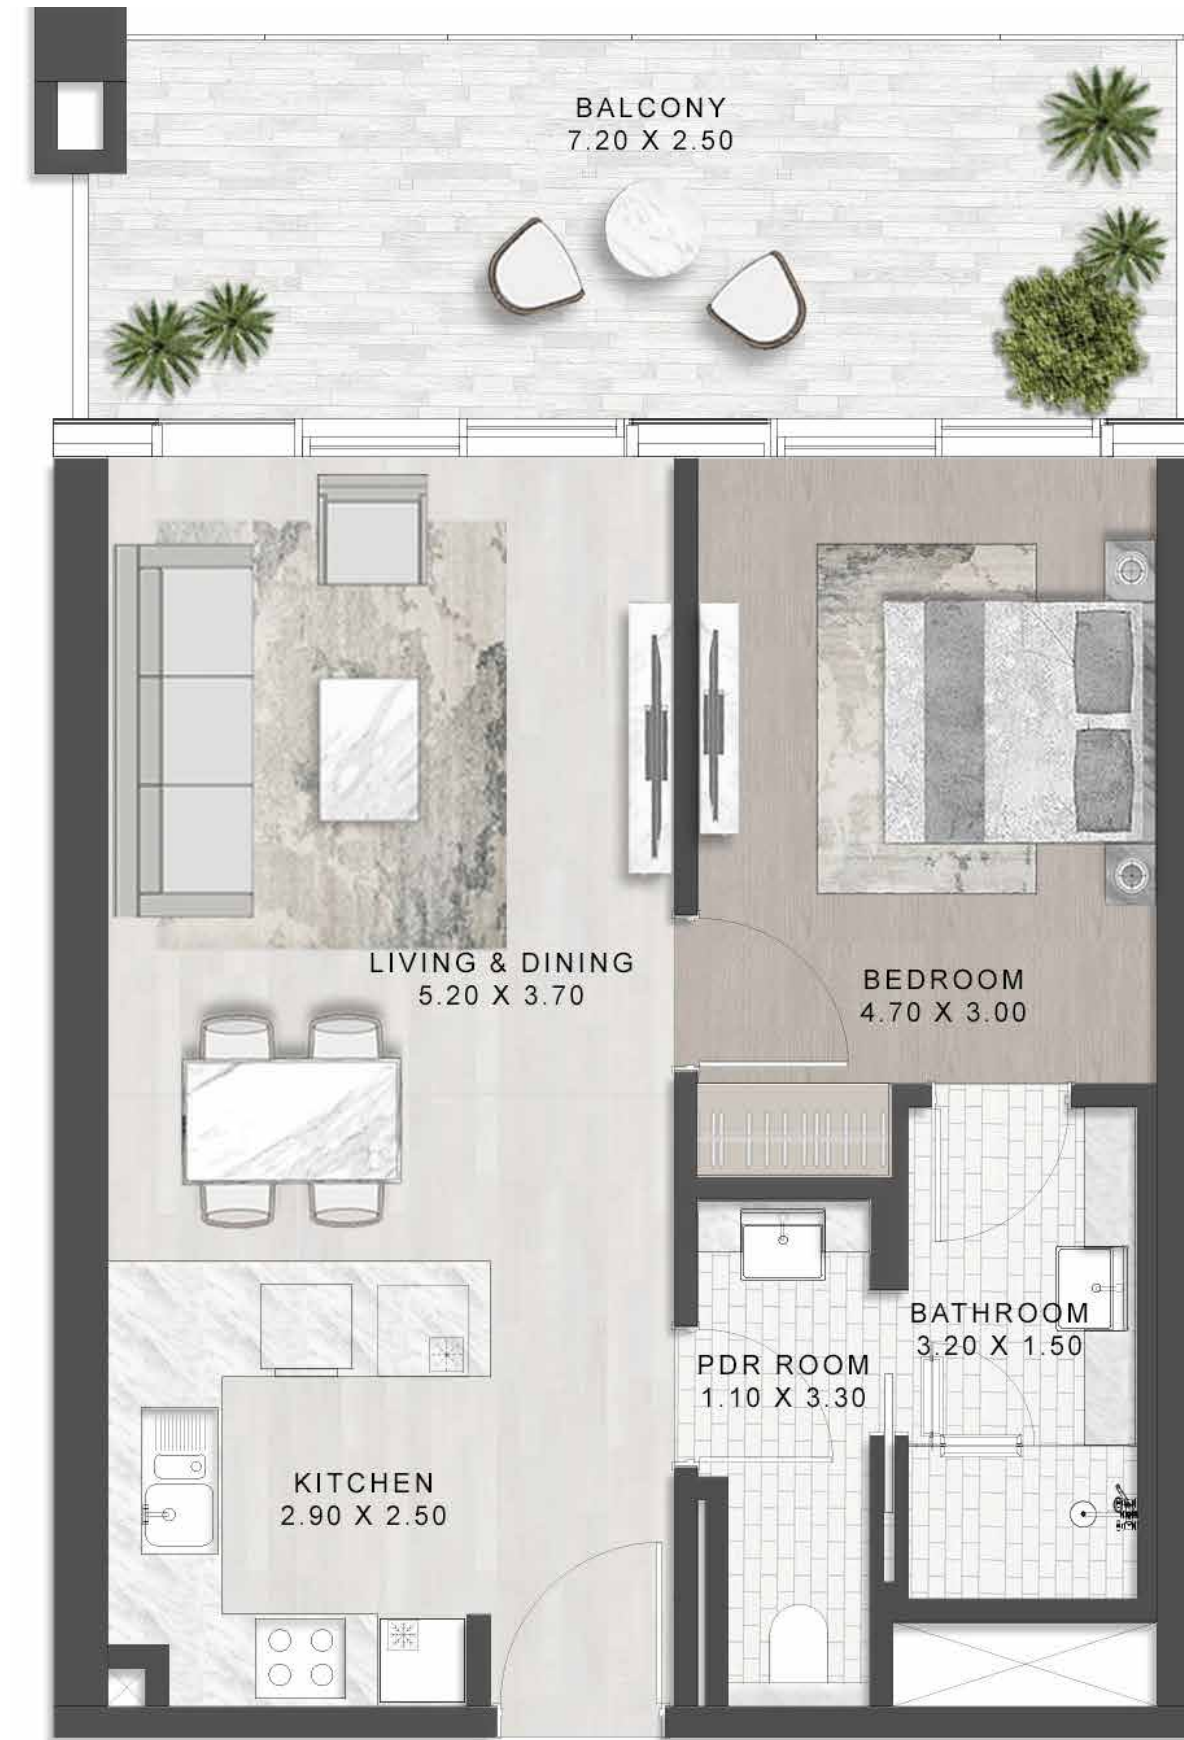 BALCONY
7.20 X 2.50
LIVING & DINING
5.20 X 3.70
BEDROOM
4.70 X 3.00
BATHROOM
3.20 X 1.50
PDR ROOM
1.10 X 3.30
KITCHEN
2.90 X 2.50